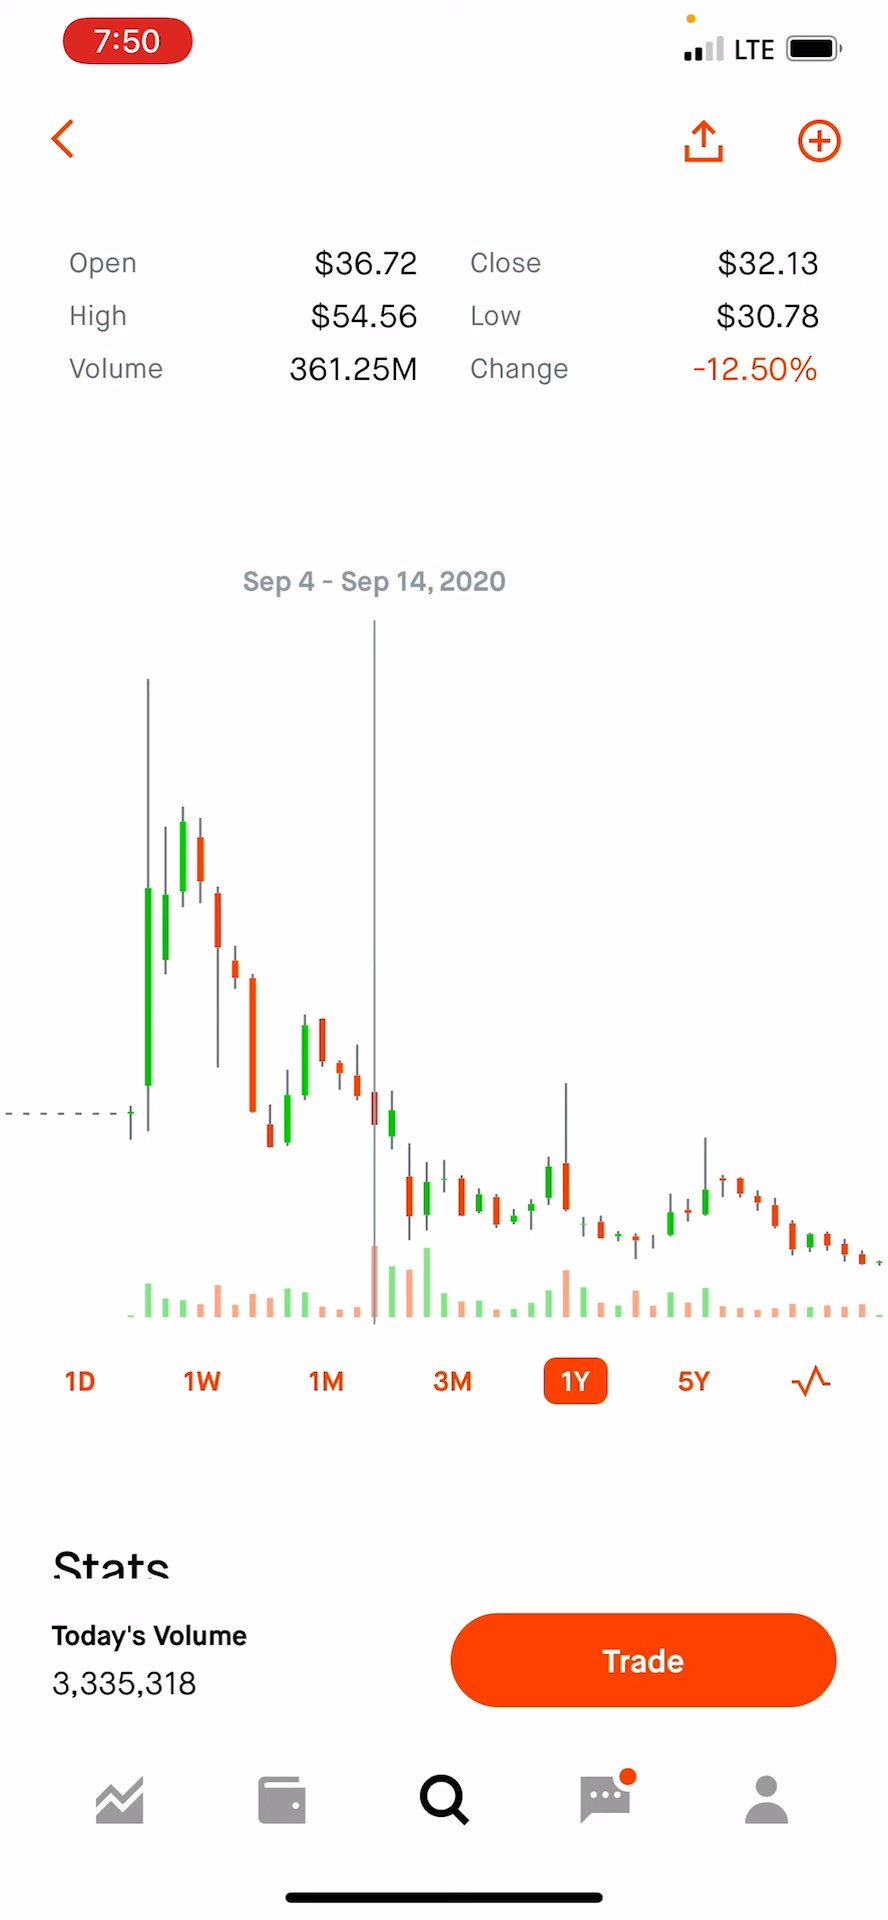 7:50 LTE
Open $36.72 Close $32.13
High $54.56 Low $30.78
Volume 361.25M Change -12.50%
Sep 4 - Sep 14, 2020
1D 1W 1M 3M 1Y 5Y
Stats
Today's Volume
3,335,318
Trade